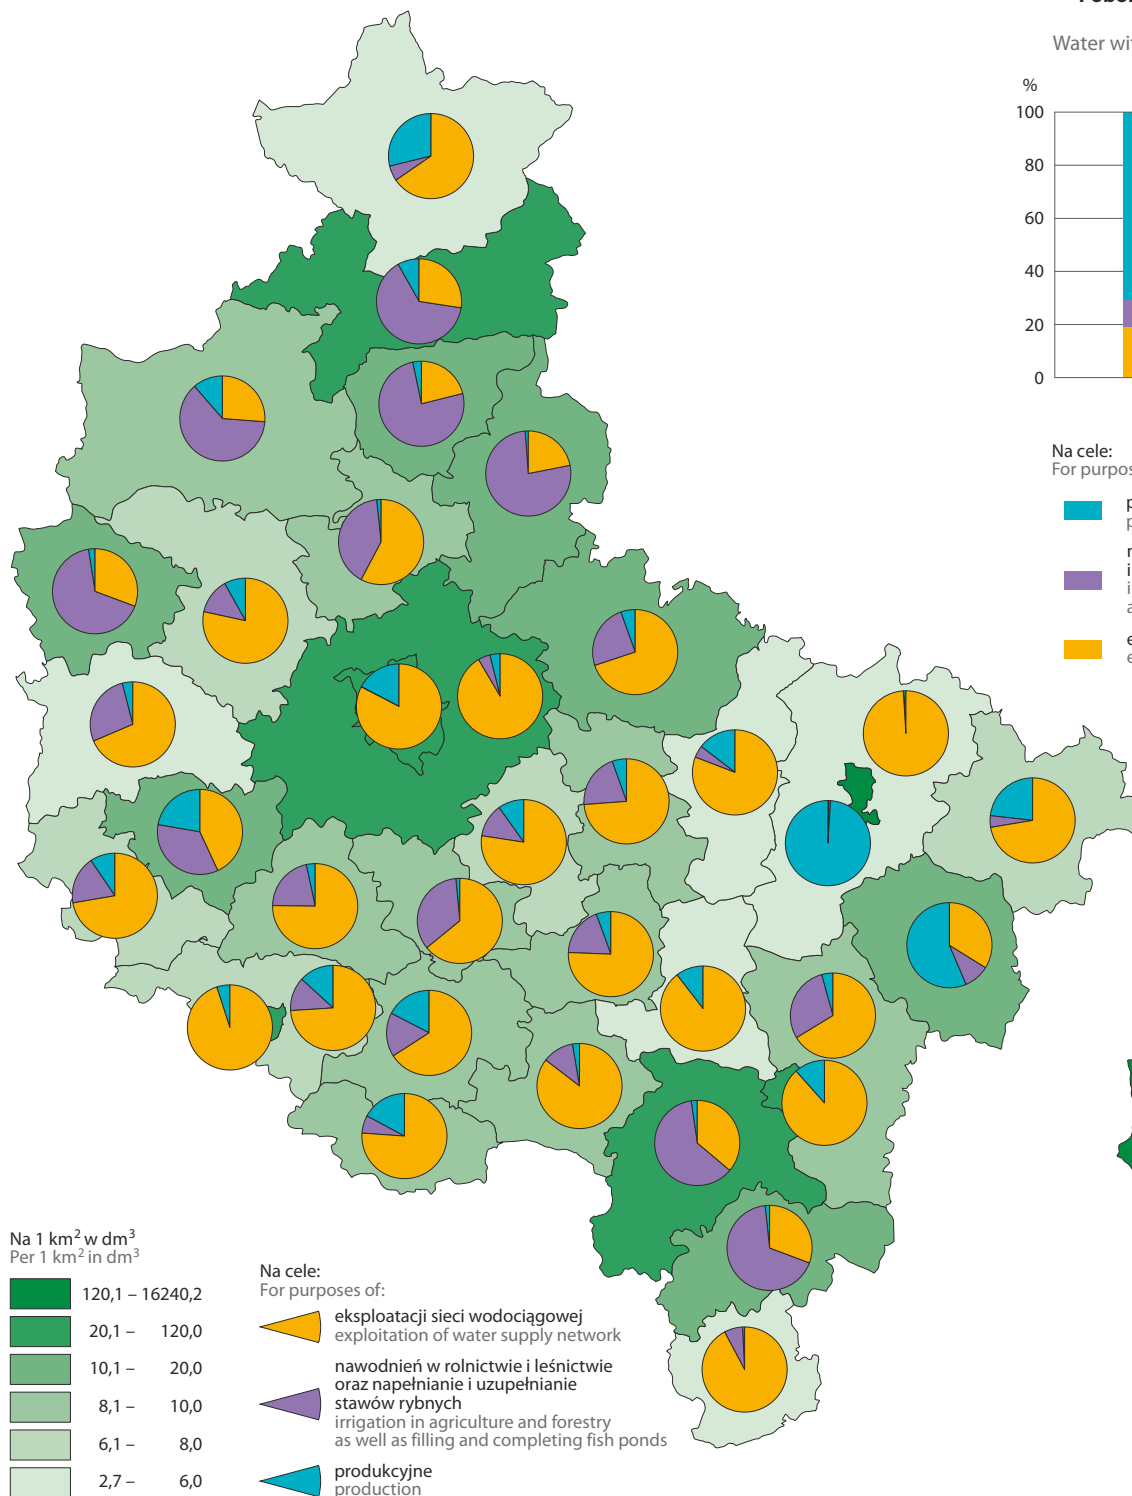 Water
%
100
80
60
40
20
0
Na cele:
For
Na 1 km² w dm³
Per 1 km² in dm³
120,1 – 16240,2
20,1 – 120,0
10,1 – 20,0
8,1 – 10,0
6,1 – 8,0
2,7 – 6,0
Na cele:
For purposes of:
eksploatacji sieci wodociągowej
exploitation of water supply network
nawodnień w rolnictwie i leśnictwie
oraz napełnianie i uzupełnianie
stawów rybnych
irrigation in agriculture and forestry
as well as filling and completing fish ponds
produkcyjne
production